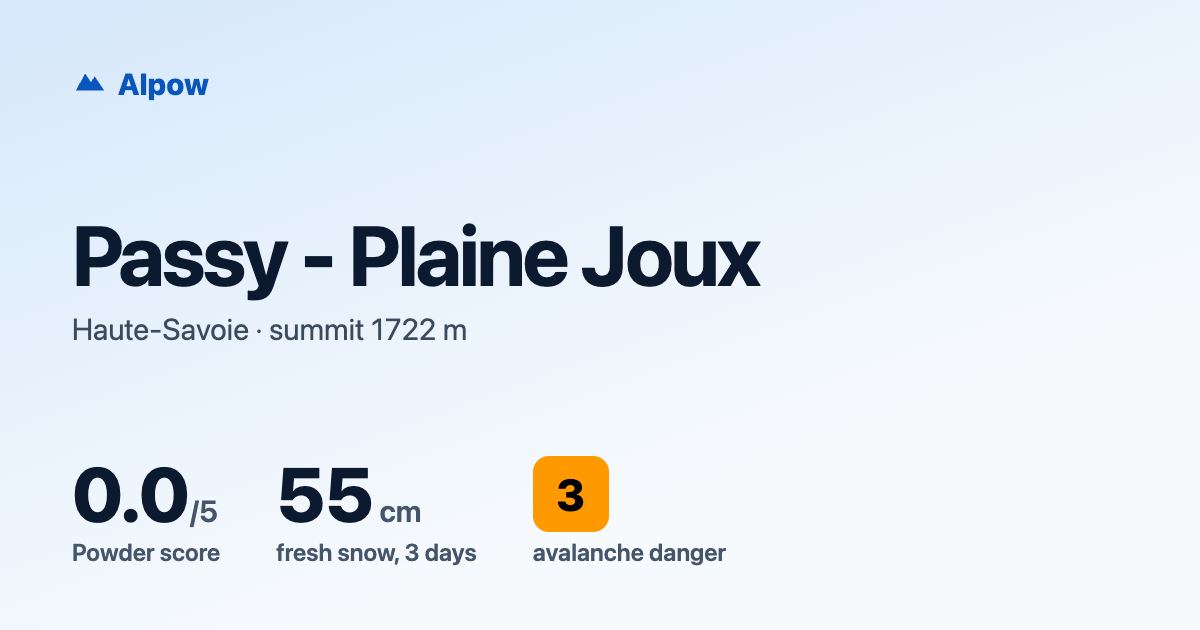 Alpow
Passy - Plaine Joux
Haute-Savoie · summit 1722 m
0.0/5
Powder score
55 cm
fresh snow, 3 days
3
avalanche danger